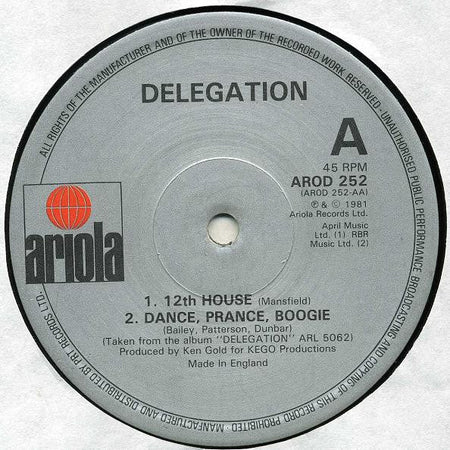 ALL RIGHTS OF THE MANUFACTURER AND OF THE OWNER OF THE RECORDED WORK RESERVED - UNAUTHORISED PUBLIC PERFORMANCE BROADCASTING AND COPYING OF THIS RECORD PROHIBITED. MANUFACTURED AND DISTRIBUTED BY PRT RECORDS LTD.
DELEGATION
A
45 RPM
AROD 252
(AROD 252-AA)
℗ & © 1981
Ariola Records Ltd.
April Music
Ltd. (1) RBR
Music Ltd. (2)
ariola
1. 12th HOUSE (Mansfield)
2. DANCE, PRANCE, BOOGIE
(Bailey, Patterson, Dunbar)
(Taken from the album "DELEGATION" ARL 5062)
Produced by Ken Gold for KEGO Productions
Made in England